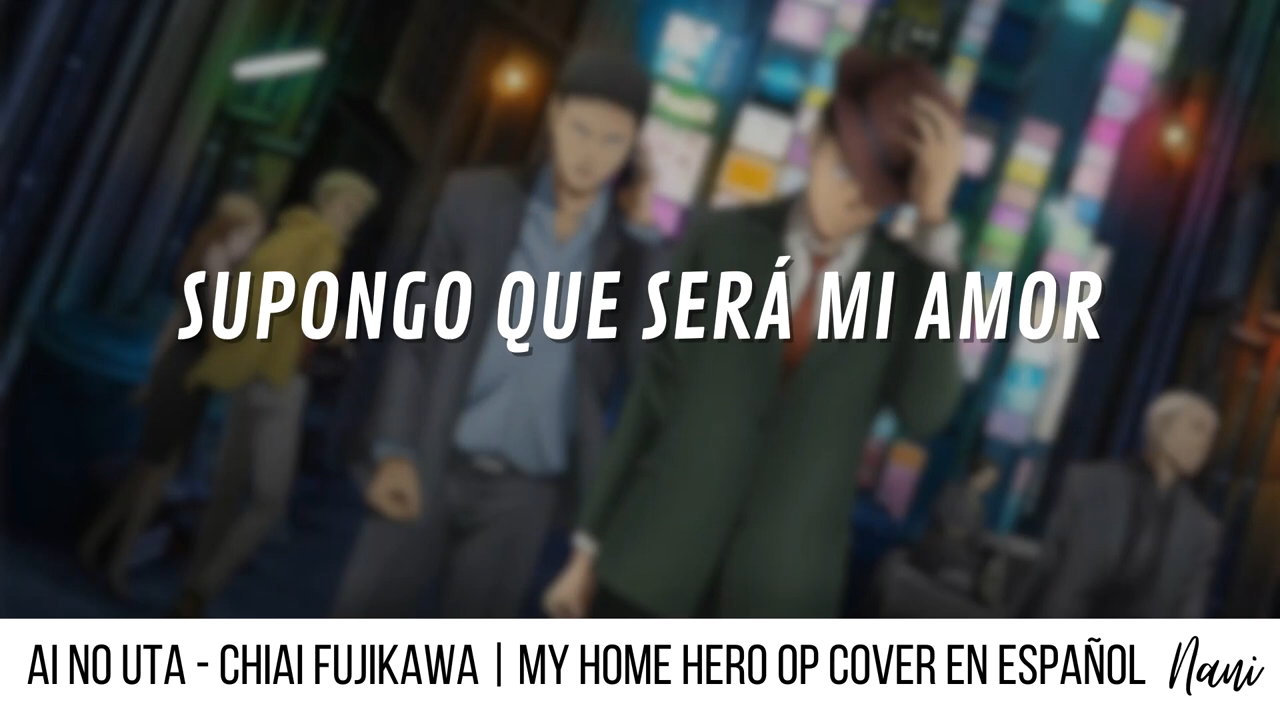 SUPONGO QUE SERÁ MI AMOR
AI NO UTA - CHIAI FUJIKAWA | MY HOME HERO OP COVER EN ESPAÑOL Nani